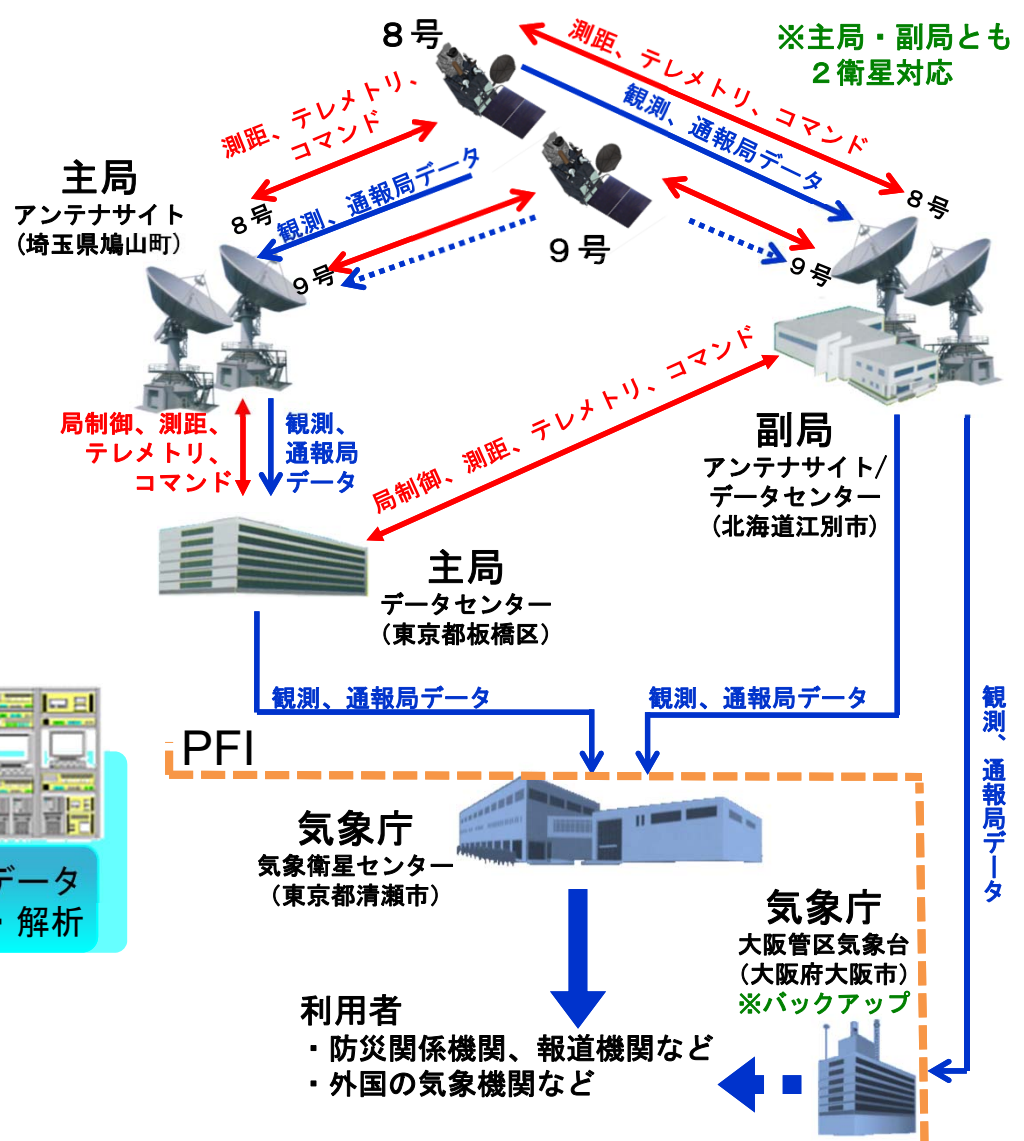 8号
測距、テレメトリ、コマンド
※主局・副局とも
2衛星対応
観測、通報局データ
測距、テレメトリ、
コマンド
主局
アンテナサイト
(埼玉県鳩山町)
8号
観測、通報局データ
9号
9号
8号
9号
局制御、測距、
テレメトリ、
コマンド
観測、
通報局
データ
局制御、測距、テレメトリ、コマンド
副局
アンテナサイト/
データセンター
(北海道江別市)
主局
データセンター
(東京都板橋区)
観測、通報局データ
観測、通報局データ
観測、通報局データ
PFI
気象庁
気象衛星センター
(東京都清瀬市)
データ
・解析
気象庁
大阪管区気象台
(大阪府大阪市)
※バックアップ
利用者
・防災関係機関、報道機関など
・外国の気象機関など